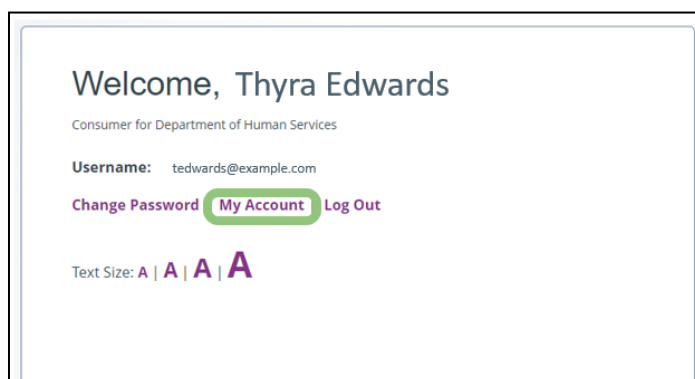 Welcome, Thyra Edwards
Consumer for Department of Human Services
Username: tedwards@example.com
Change Password My Account Log Out
Text Size: A | A | A | A